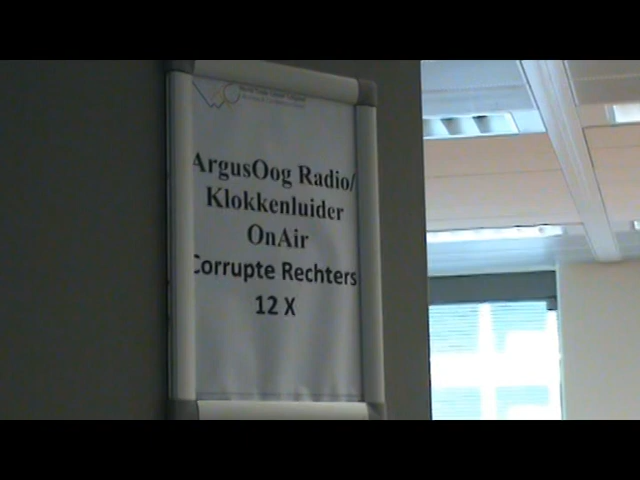 ArgusOog Radio/
Klokkenluider
OnAir
Corrupte Rechters
12 X